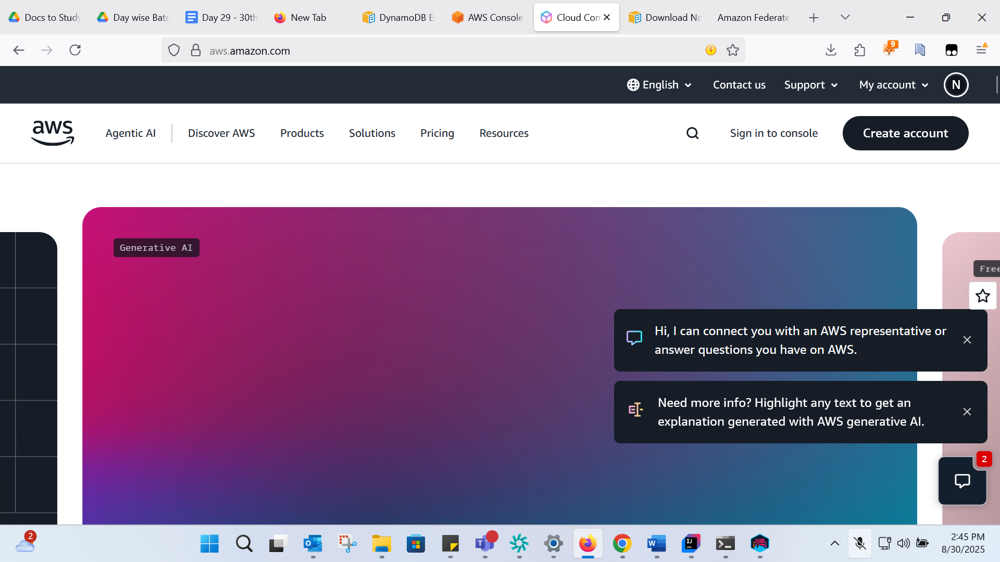 Docs to Study
Day wise Batc
Day 29 - 30th
New Tab
DynamoDB Ex
AWS Console
Cloud Com
Download No
Amazon Federate
aws.amazon.com
9
English
Contact us
Support
My account
N
aws
Agentic AI
Discover AWS
Products
Solutions
Pricing
Resources
Sign in to console
Create account
Generative AI
Free
Hi, I can connect you with an AWS representative or
answer questions you have on AWS.
Need more info? Highlight any text to get an
explanation generated with AWS generative AI.
2
2
2:45 PM
8/30/2025